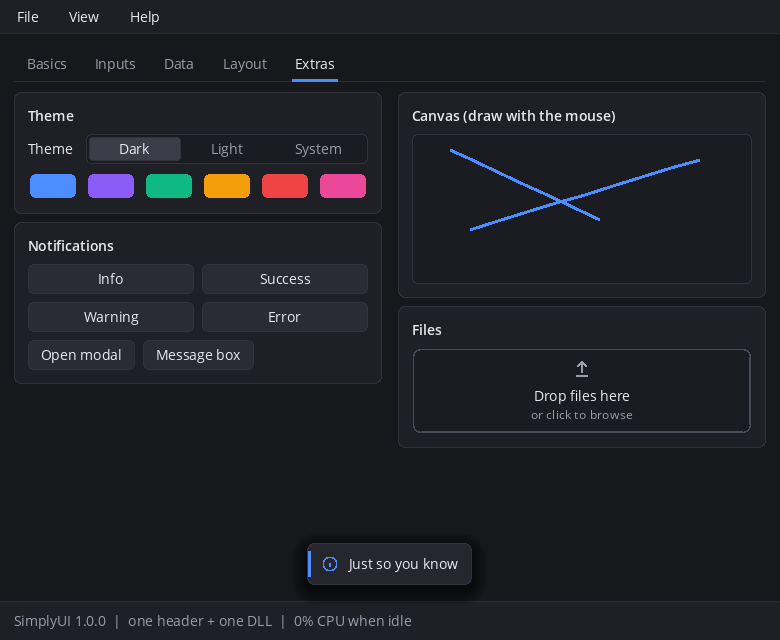 File View Help
Basics Inputs Data Layout Extras
Theme
Theme Dark Light System
Notifications
Info Success
Warning Error
Open modal Message box
Canvas (draw with the mouse)
Files
Drop files here
or click to browse
Just so you know
SimplyUI 1.0.0 | one header + one DLL | 0% CPU when idle